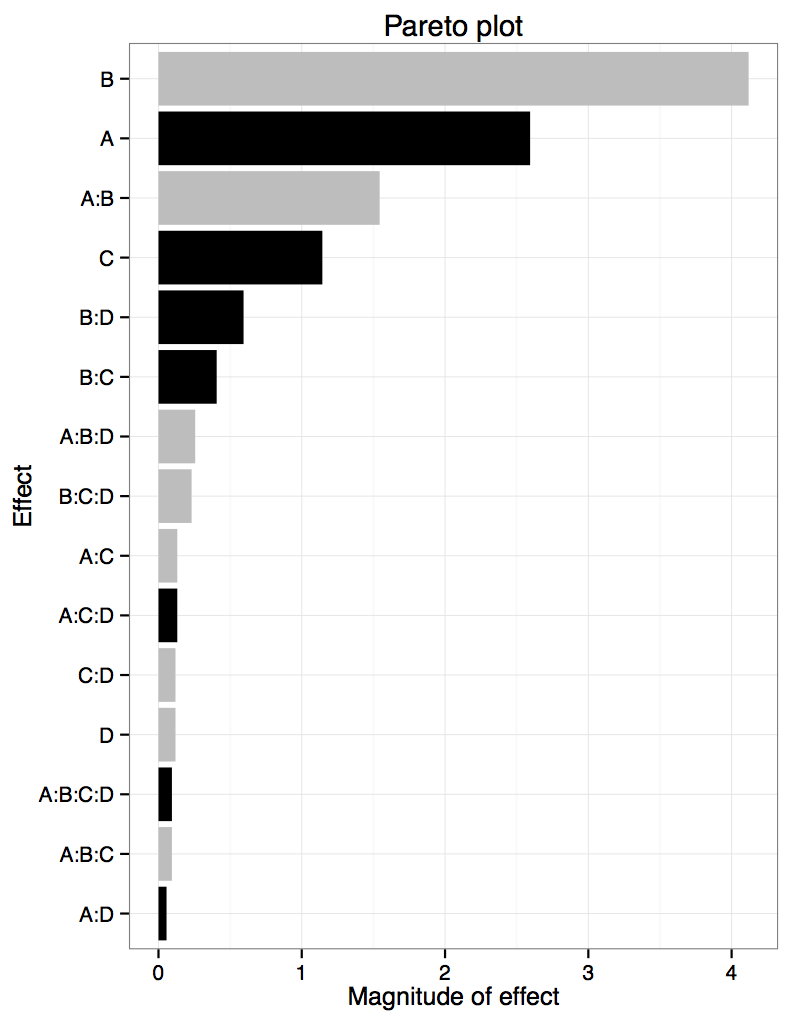 Pareto plot
B
A
A:B
C
B:D
B:C
A:B:D
B:C:D
A:C
A:C:D
C:D
D
A:B:C:D
A:B:C
A:D
Effect
0 1 2 3 4
Magnitude of effect